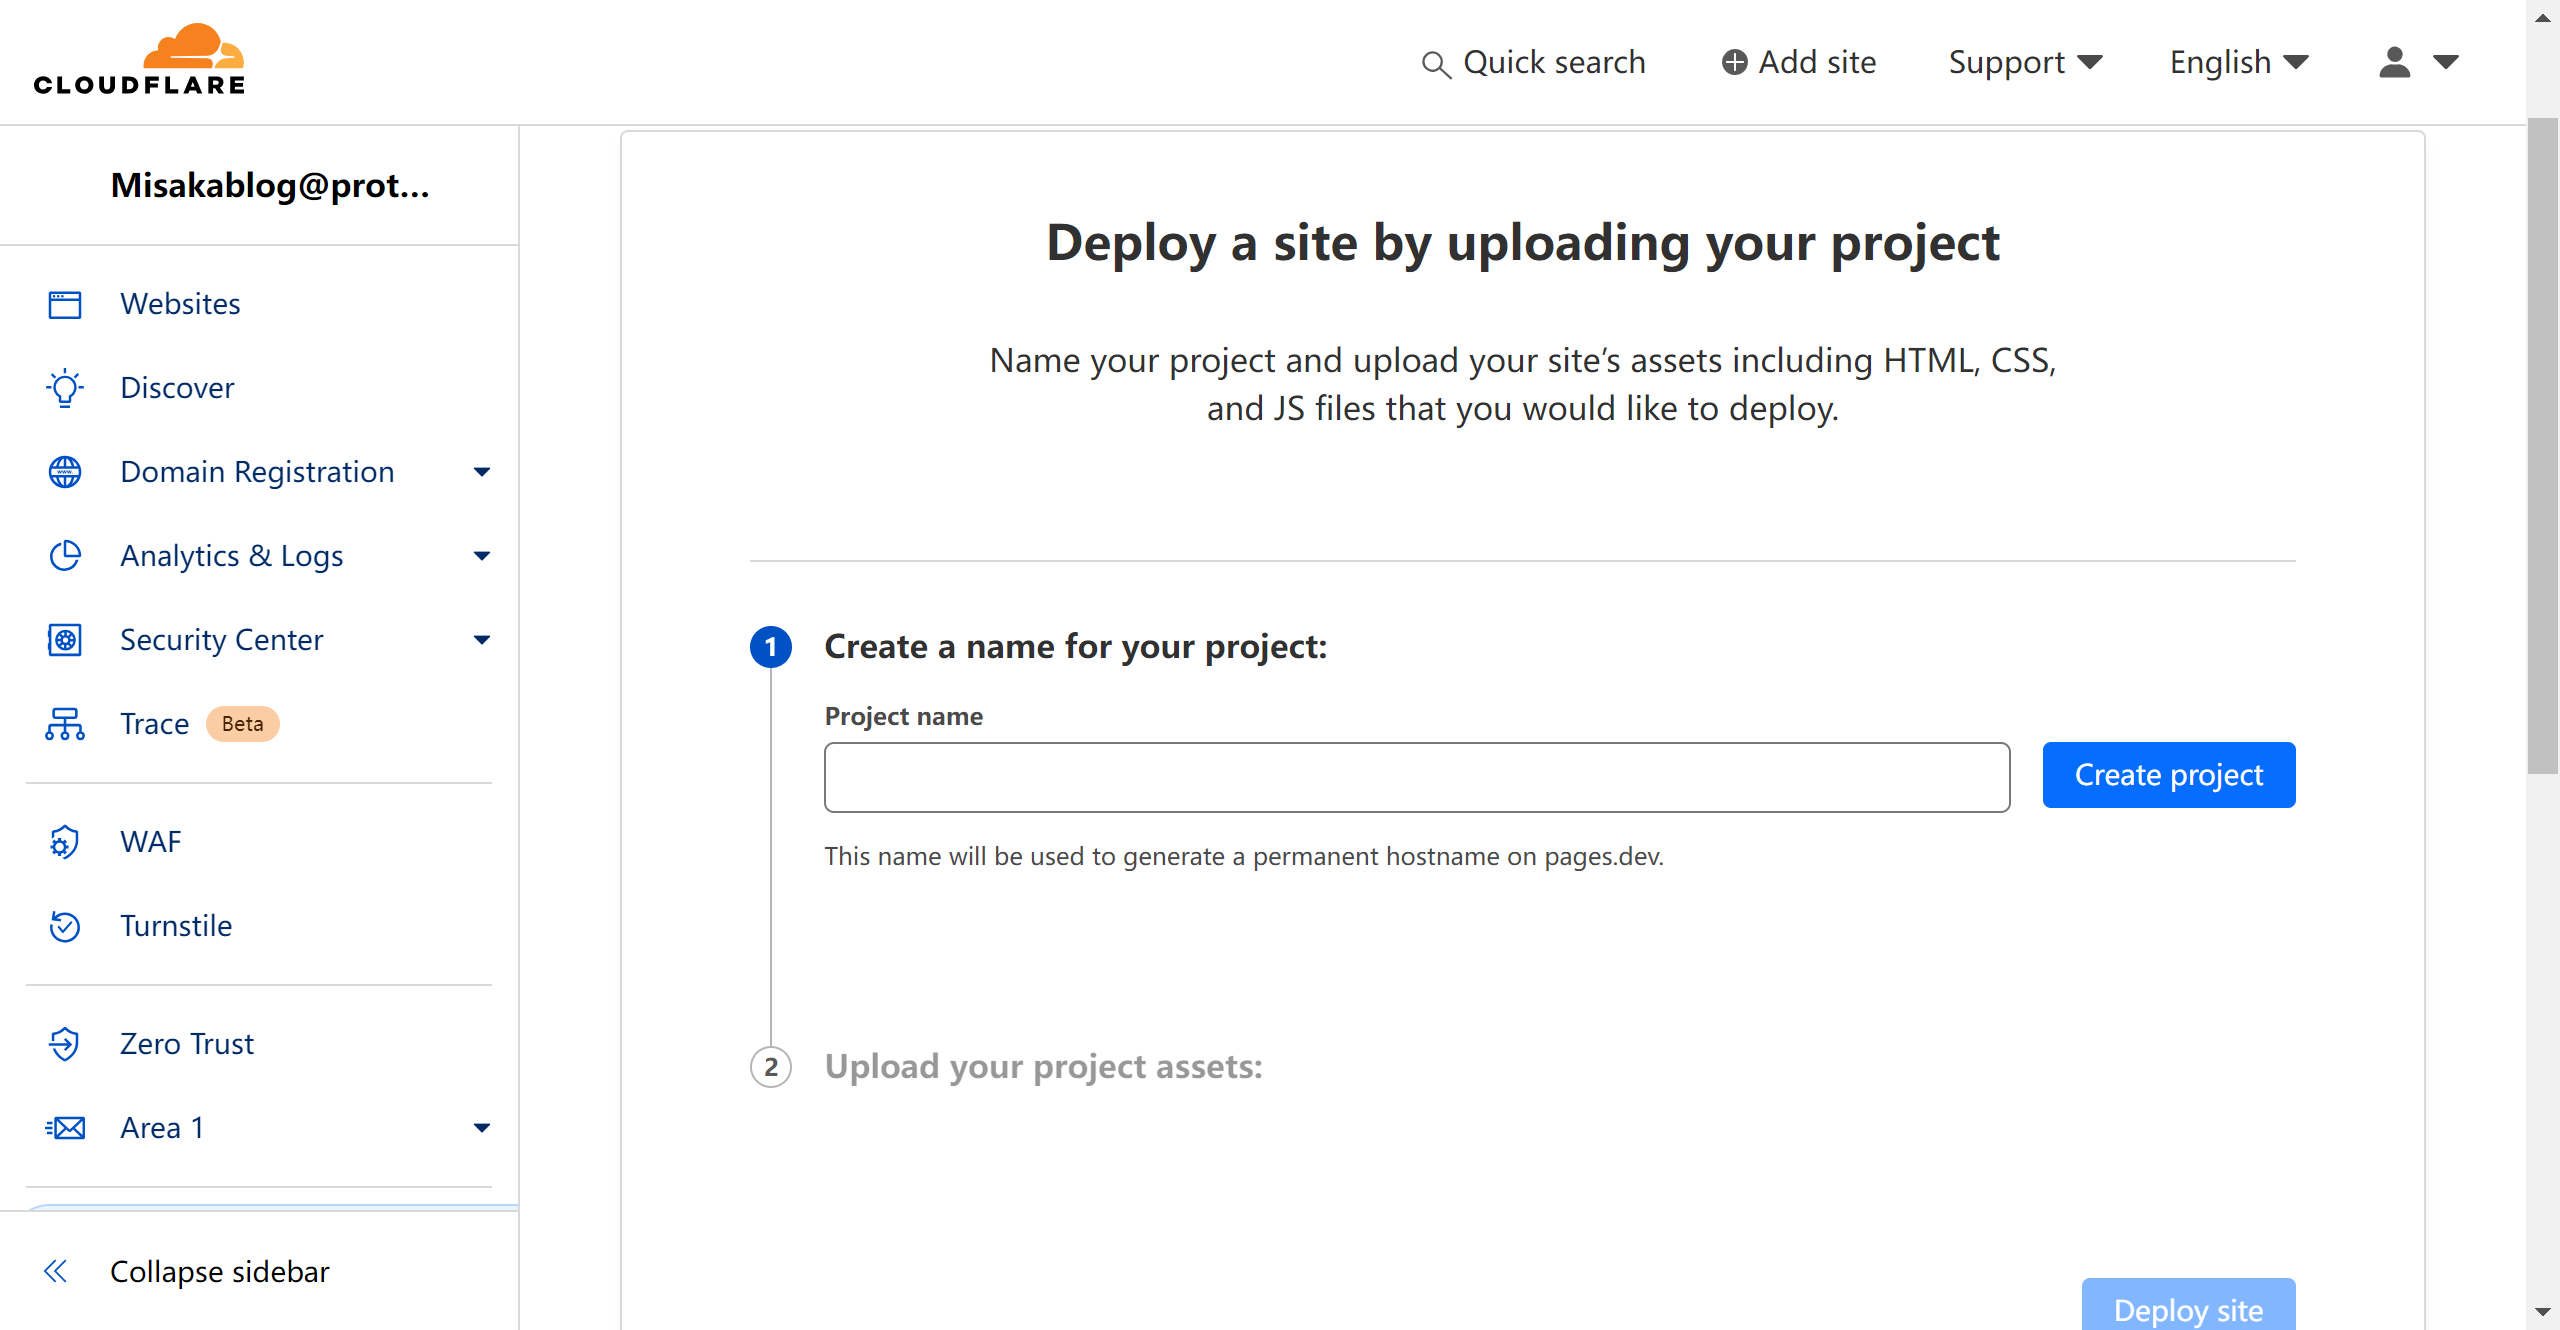 CLOUDFLARE
Quick search
Add site
Support
English
Misakablog@prot...
Websites
Discover
Domain Registration
Analytics & Logs
Security Center
Trace Beta
WAF
Turnstile
Zero Trust
Area 1
Collapse sidebar
Deploy a site by uploading your project
Name your project and upload your site’s assets including HTML, CSS,
and JS files that you would like to deploy.
1 Create a name for your project:
Project name
Create project
This name will be used to generate a permanent hostname on pages.dev.
2 Upload your project assets:
Deploy site